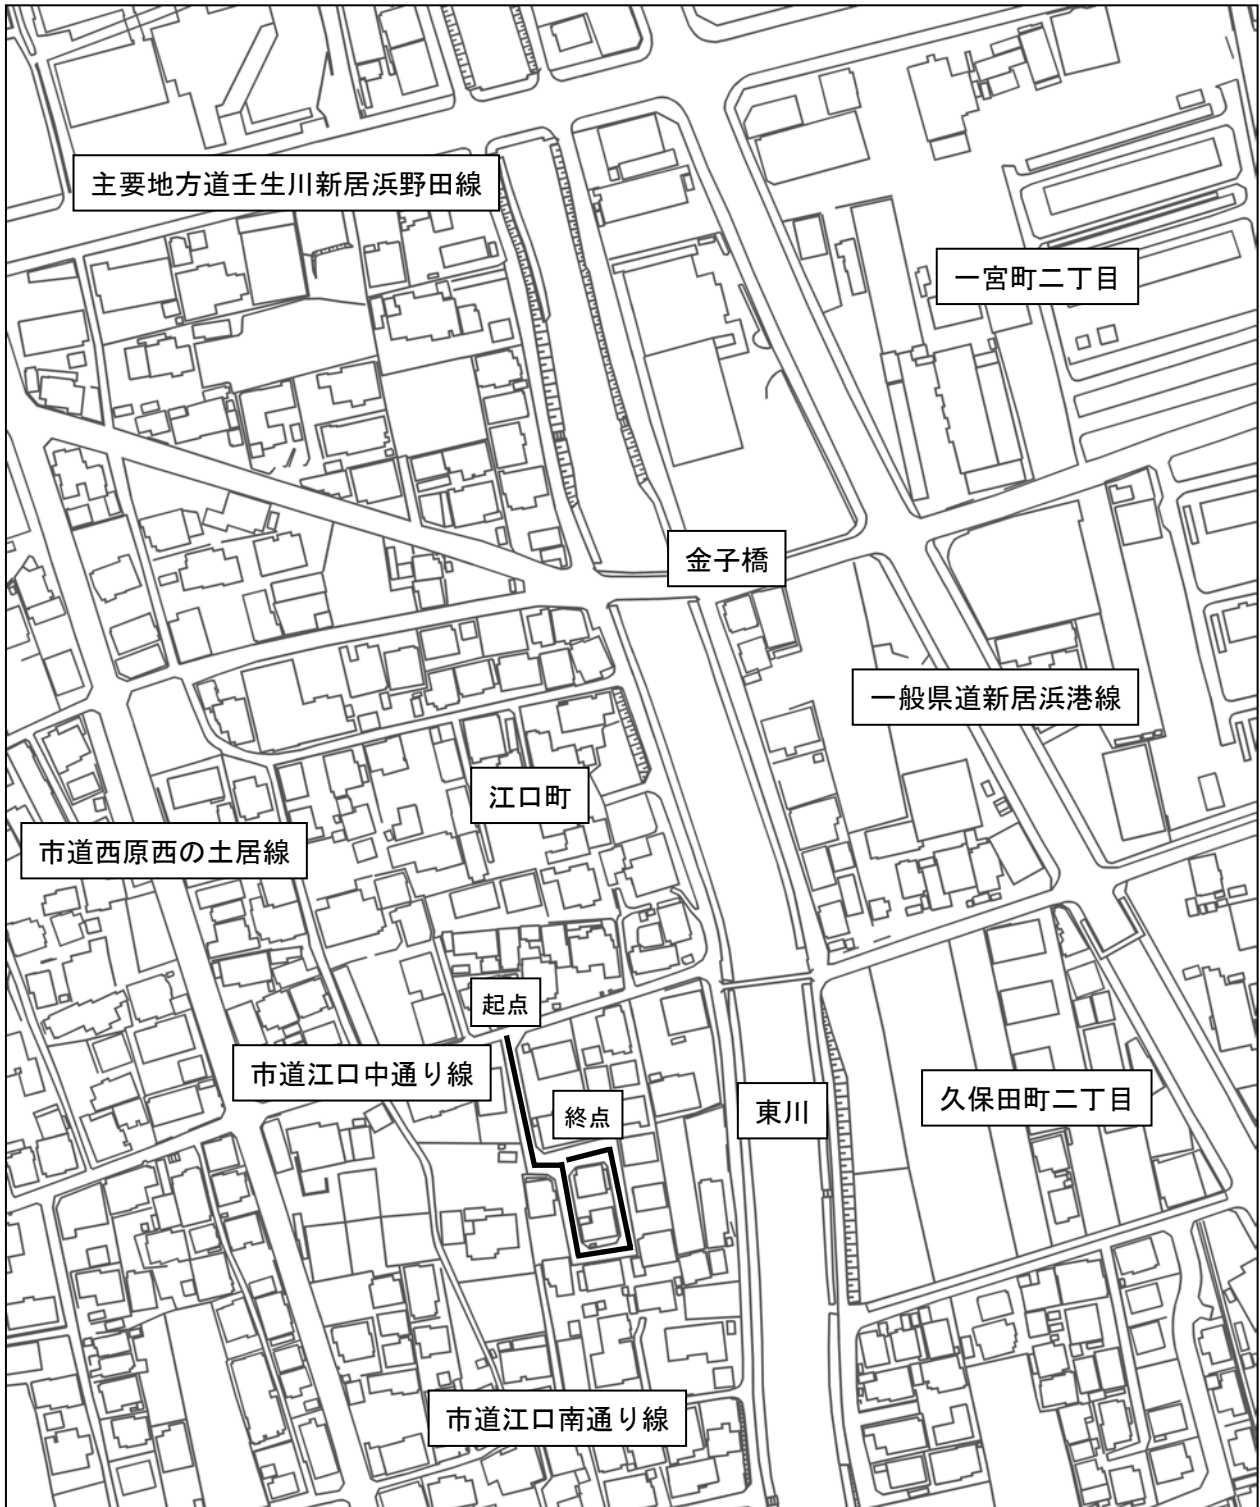 主要地方道壬生川新居浜野田線
一宮町二丁目
金子橋
一般県道新居浜港線
江口町
市道西原西の土居線
起点
市道江口中通り線
終点
東川
久保田町二丁目
市道江口南通り線